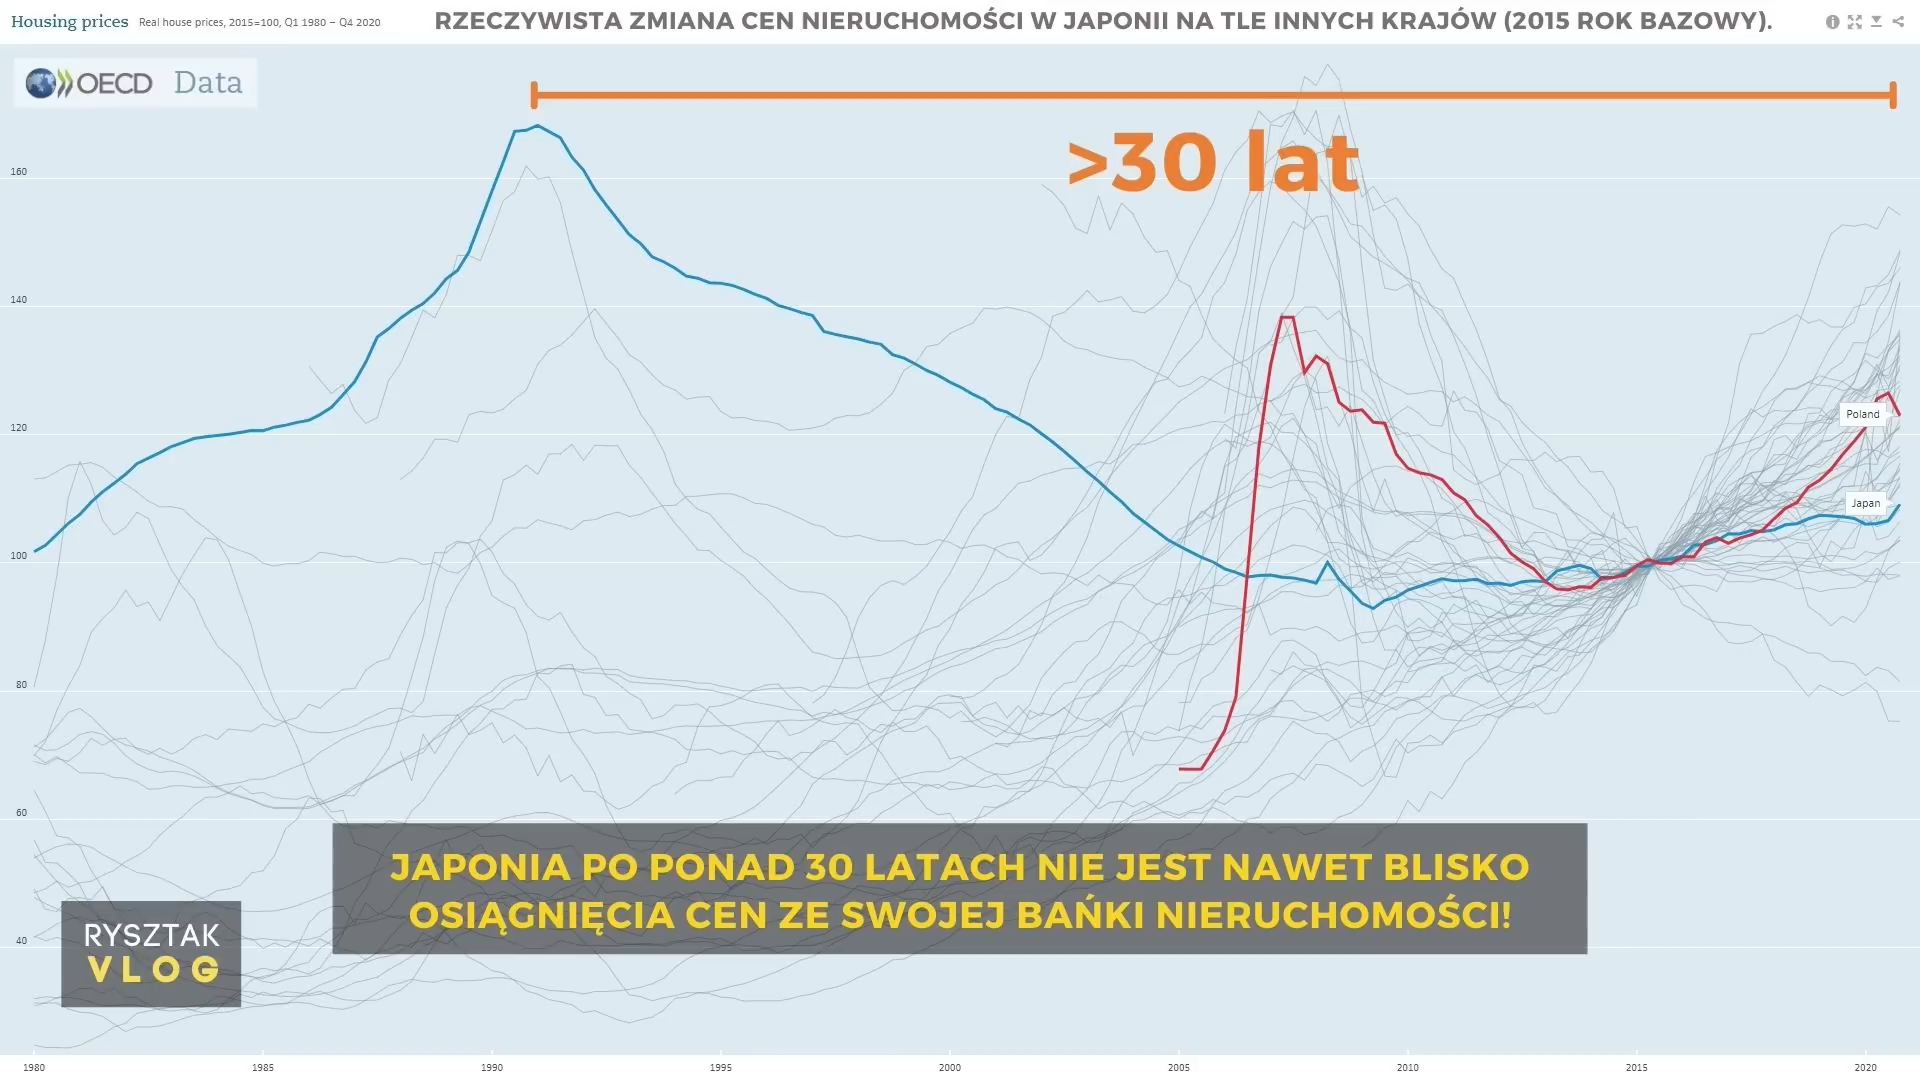 Housing prices Real house prices, 2015=100, Q1 1980 – Q4 2020
RZECZYWISTA ZMIANA CEN NIERUCHOMOŚCI W JAPONII NA TLE INNYCH KRAJÓW (2015 ROK BAZOWY).
OECD Data
>30 lat
160
140
120
100
80
60
40
Poland
Japan
JAPONIA PO PONAD 30 LATACH NIE JEST NAWET BLISKO
OSIĄGNIĘCIA CEN ZE SWOJEJ BAŃKI NIERUCHOMOŚCI!
RYSZTAK
VLOG
1980 1985 1990 1995 2000 2005 2010 2015 2020